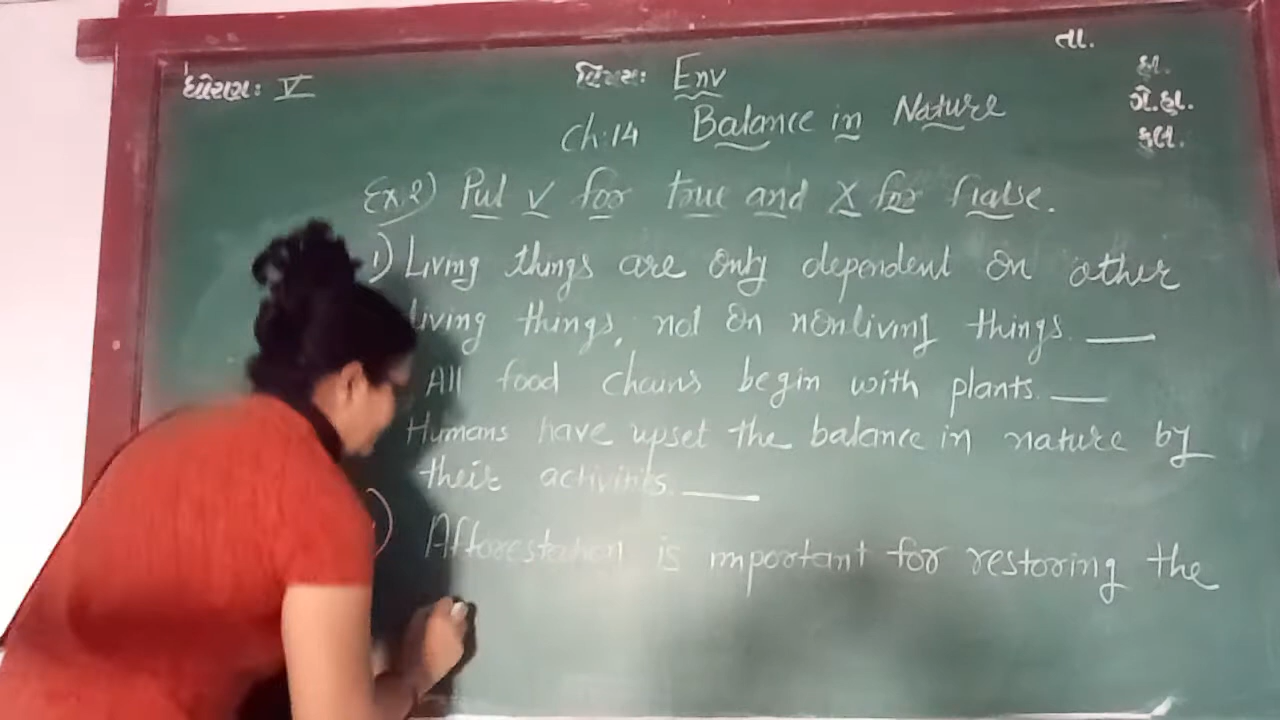 ધોરણઃ V
વિષયઃ Env
તા.
Ch:14 Balance in Nature
હા.
ગે.હા.
કુલ.
Ex.2) Put √ for true and X for False.
1) Living things are only dependent on other
living things, not on nonliving things. ___
All food chains begin with plants. ___
Humans have upset the balance in nature by
their activities. ___
) Afforestation is important for restoring the